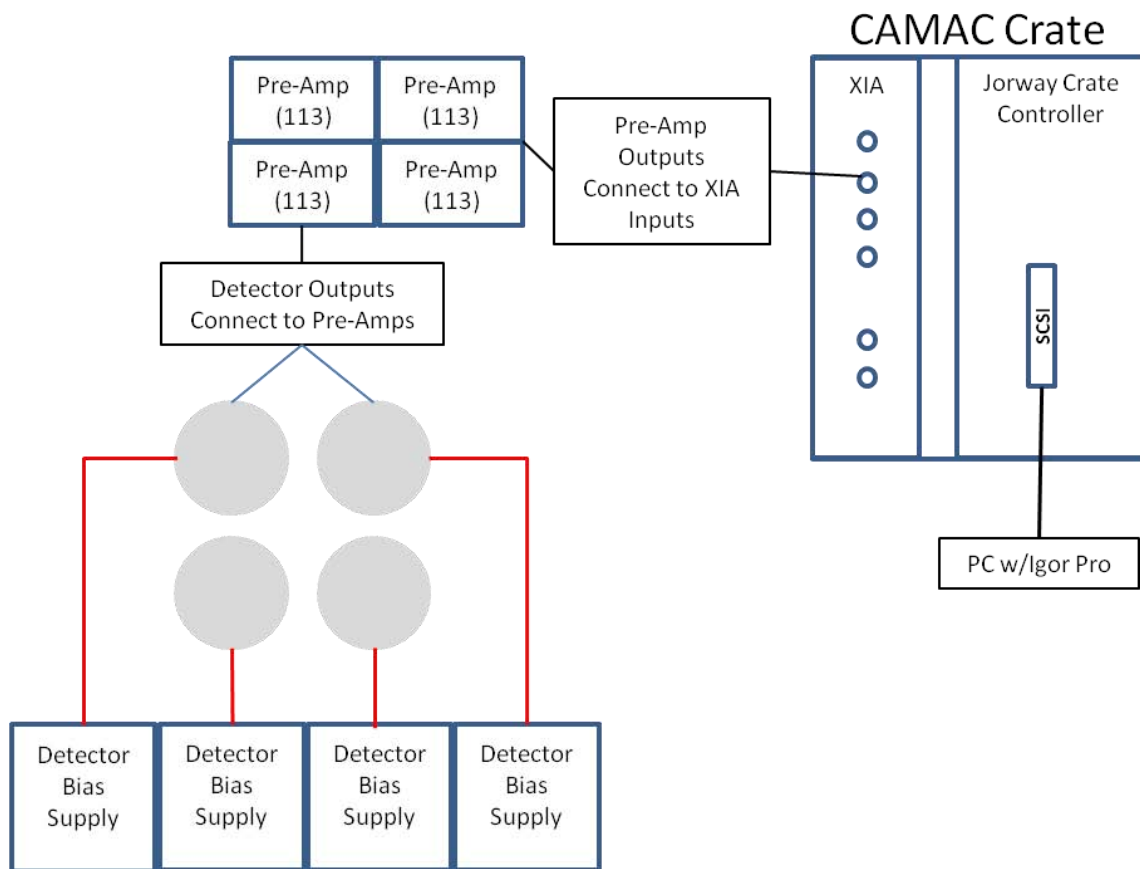 CAMAC Crate
Pre-Amp
(113)
Pre-Amp
(113)
Pre-Amp
(113)
Pre-Amp
(113)
Pre-Amp
Outputs
Connect to XIA
Inputs
XIA
Jorway Crate
Controller
SCSI
Detector Outputs
Connect to Pre-Amps
PC w/Igor Pro
Detector
Bias
Supply
Detector
Bias
Supply
Detector
Bias
Supply
Detector
Bias
Supply